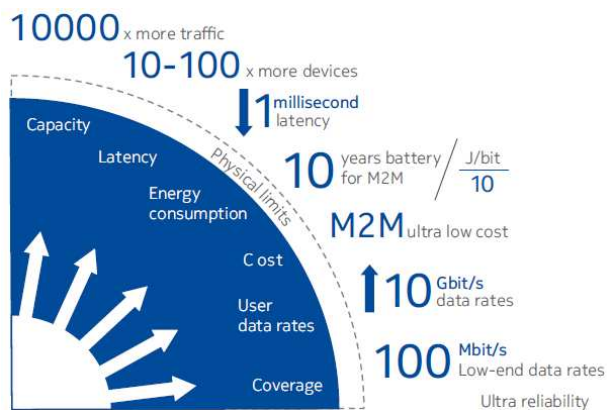 10000 x more traffic
10-100 x more devices
1 millisecond
latency
Capacity
Latency
Physical limits
10 years battery
for M2M
J/bit
10
Energy
consumption
M2M ultra low cost
Cost
10 Gbit/s
data rates
User
data rates
100 Mbit/s
Low-end data rates
Coverage
Ultra reliability